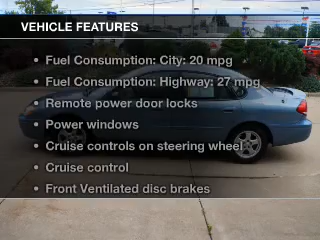 VEHICLE FEATURES
• Fuel Consumption: City: 20 mpg
• Fuel Consumption: Highway: 27 mpg
• Remote power door locks
• Power windows
• Cruise controls on steering wheel
• Cruise control
• Front Ventilated disc brakes